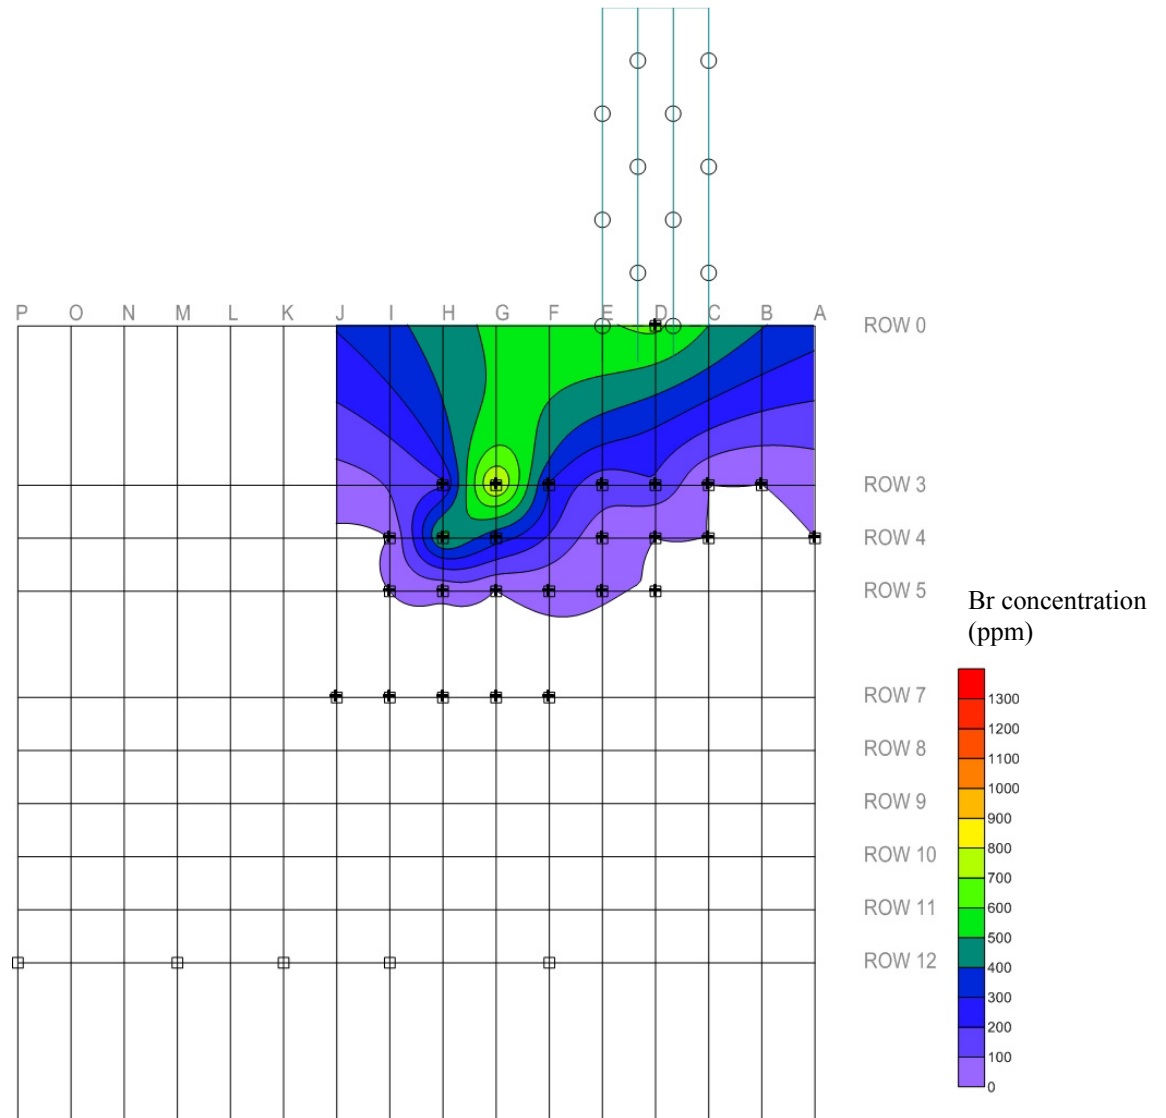 P O N M L K J I H G F E D C B A
ROW 0
ROW 3
ROW 4
ROW 5
ROW 7
ROW 8
ROW 9
ROW 10
ROW 11
ROW 12
Br concentration
(ppm)
1300
1200
1100
1000
900
800
700
600
500
400
300
200
100
0